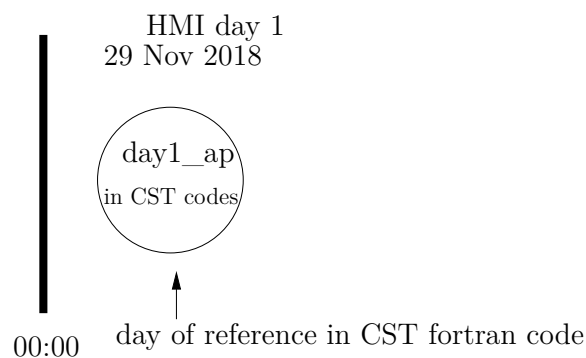 HMI day 1
29 Nov 2018
day1_ap
in CST codes
day of reference in CST fortran code
00:00